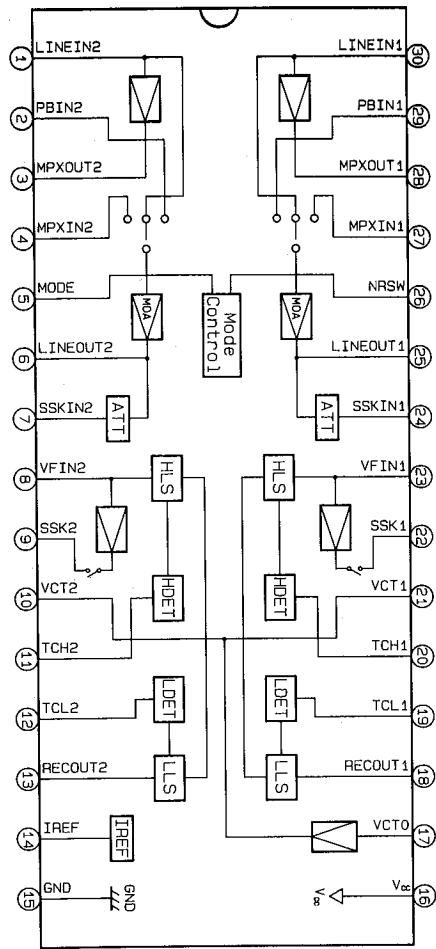 1 LINEIN2 LINEIN1 30
2 PBIN2 PBIN1 29
3 MPXOUT2 MPXOUT1 28
4 MPXIN2 MPXIN1 27
5 MODE NRSW 26
MDA Mode Control MDA
6 LINEOUT2 LINEOUT1 25
7 SSKIN2 ATT ATT SSKIN1 24
8 VFIN2 HLS HLS VFIN1 23
9 SSK2 SSK1 22
10 VCT2 HDET HDET VCT1 21
11 TCH2 TCH1 20
12 TCL2 LDET LDET TCL1 19
13 RECOUT2 LLS LLS RECOUT1 18
14 IREF IREF VCTO 17
15 GND GND Vcc Vcc 16